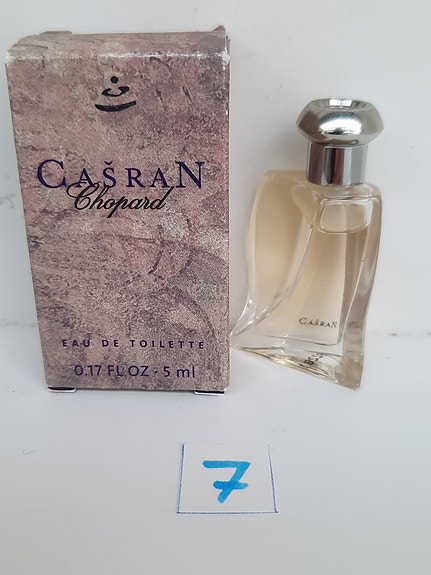 CAŠRAN
Chopard
EAU DE TOILETTE
0.17 FL OZ - 5 ml
CAŠRAN
7